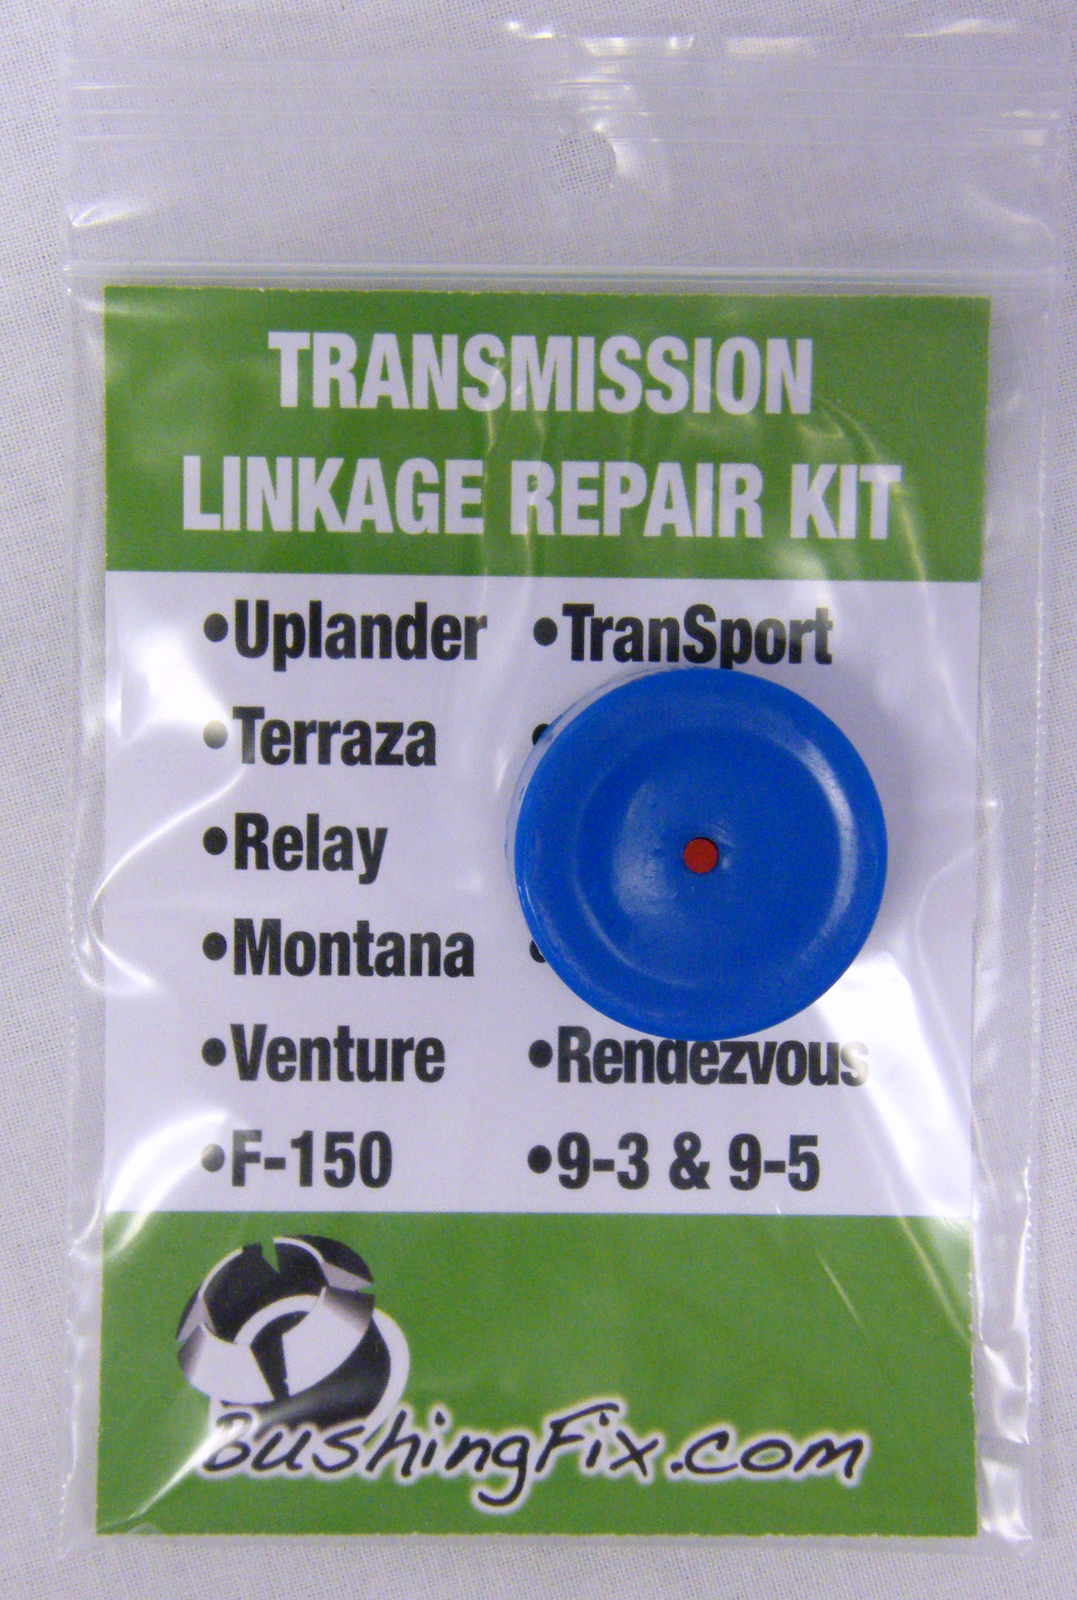 TRANSMISSION
LINKAGE REPAIR KIT
•Uplander •TranSport
•Terraza •
•Relay
•Montana •
•Venture •Rendezvous
•F-150 •9-3 & 9-5
BushingFix.com